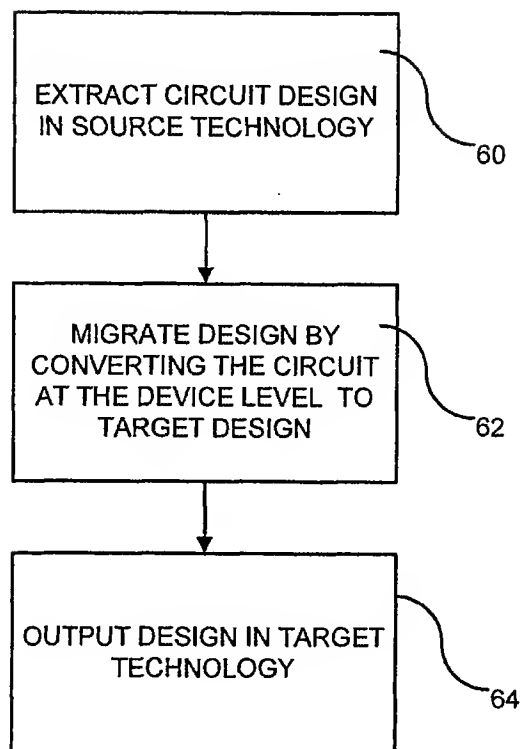 EXTRACT CIRCUIT DESIGN
IN SOURCE TECHNOLOGY
60
MIGRATE DESIGN BY
CONVERTING THE CIRCUIT
AT THE DEVICE LEVEL TO
TARGET DESIGN
62
OUTPUT DESIGN IN TARGET
TECHNOLOGY
64